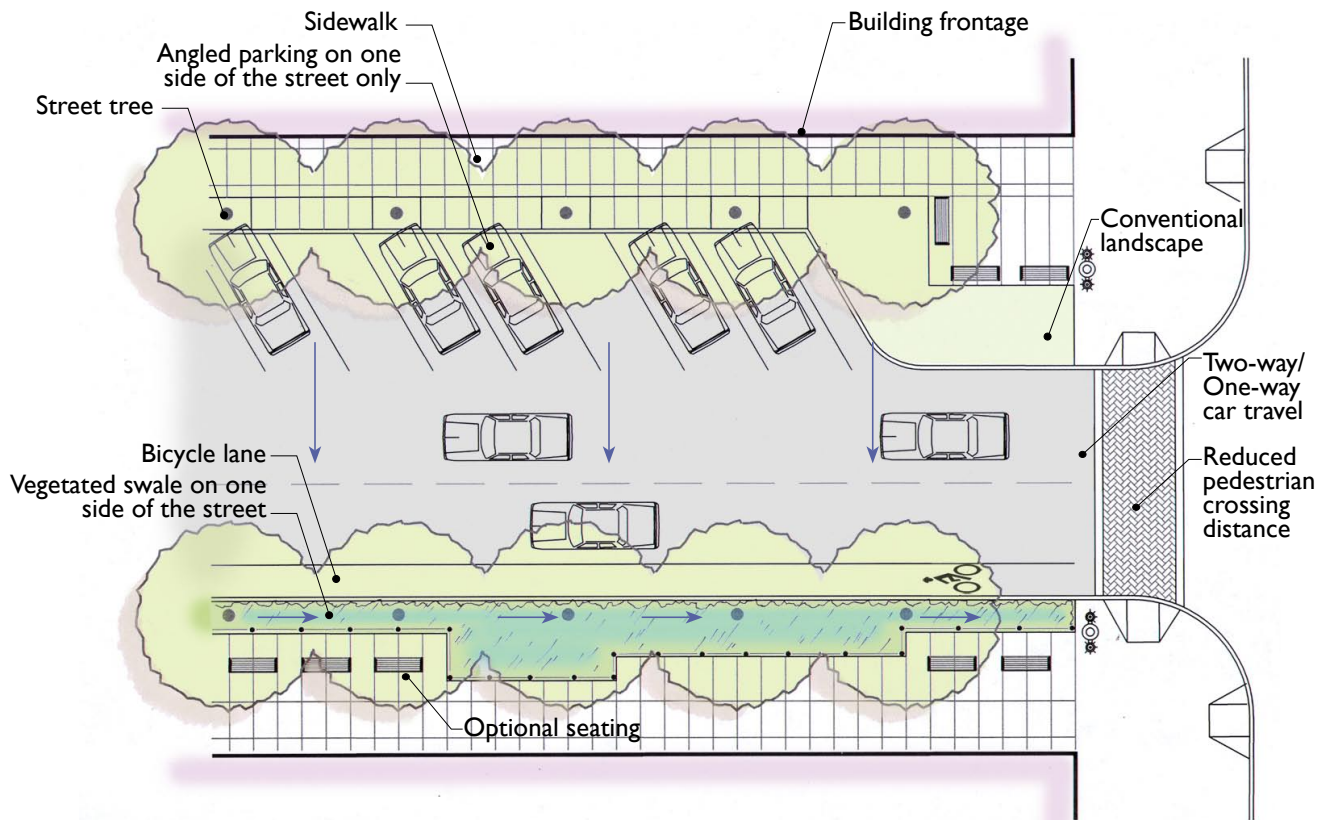 Sidewalk
Building frontage
Angled parking on one
side of the street only
Street tree
Conventional
landscape
Two-way/
One-way
car travel
Bicycle lane
Vegetated swale on one
side of the street
Reduced
pedestrian
crossing
distance
Optional seating